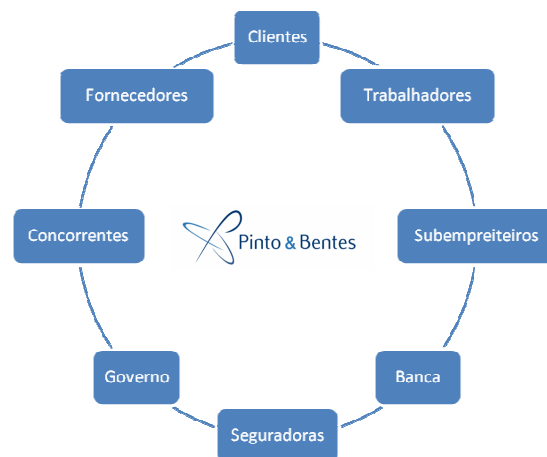 Clientes
Fornecedores
Trabalhadores
Concorrentes
Pinto & Bentes
Subempreiteiros
Governo
Banca
Seguradoras